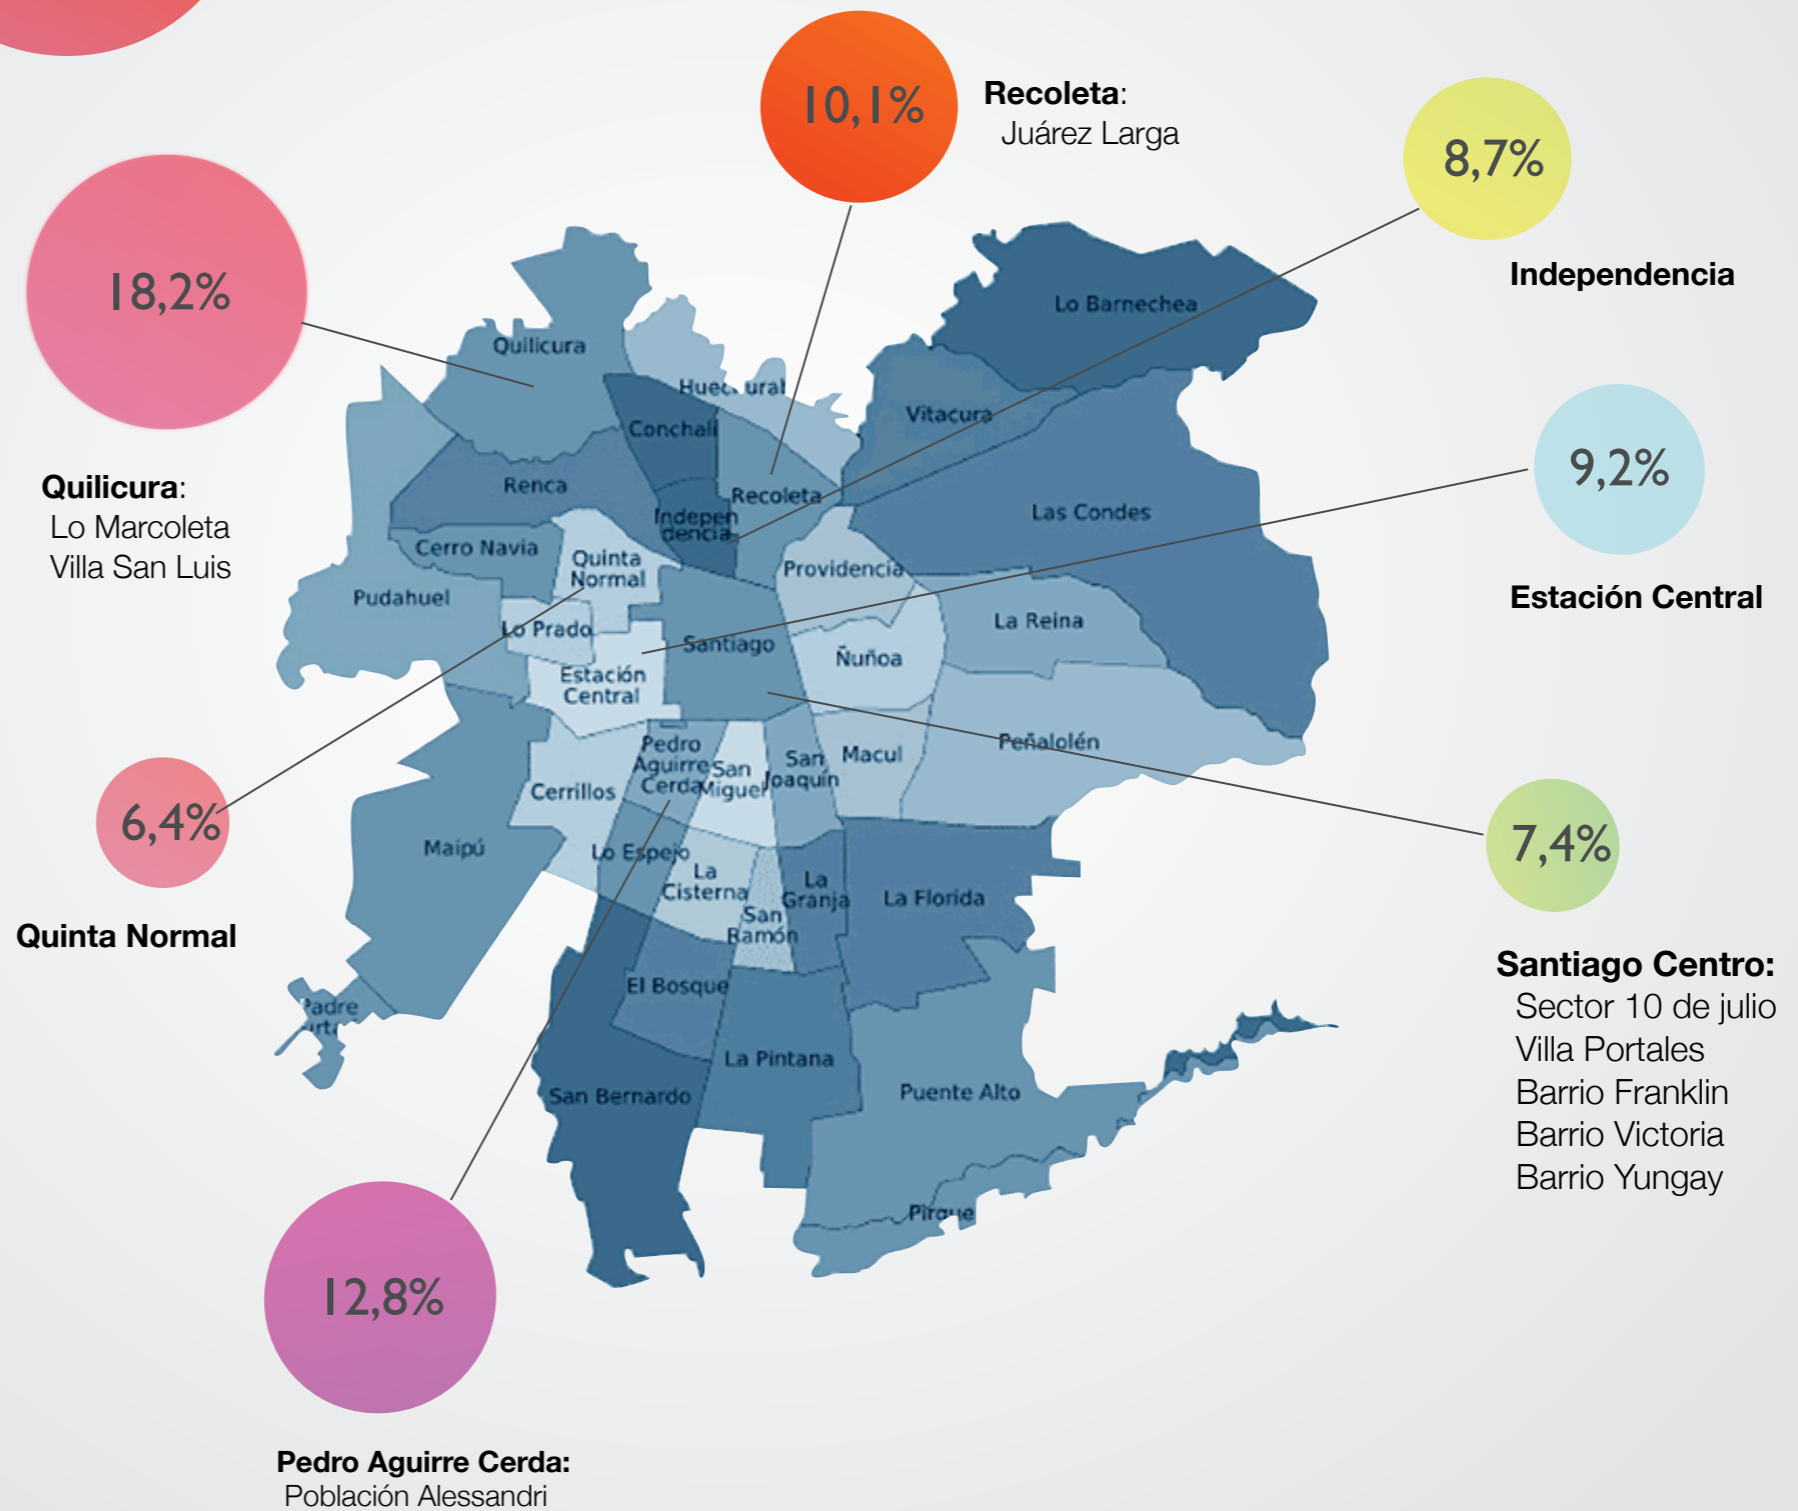 10,1%
Recoleta:
Juárez Larga
8,7%
Independencia
18,2%
Quilicura:
Lo Marcoleta
Villa San Luis
9,2%
Estación Central
6,4%
Quinta Normal
7,4%
Santiago Centro:
Sector 10 de julio
Villa Portales
Barrio Franklin
Barrio Victoria
Barrio Yungay
12,8%
Pedro Aguirre Cerda:
Población Alessandri
Lo Barnechea
Quilicura
Vitacura
Conchalí
Renca
Recoleta
Indepen
dencia
Las Condes
Cerro Navia
Quinta
Normal
Providencia
Pudahuel
Lo Prado
Santiago
La Reina
Ñuñoa
Estación
Central
Peñalolén
Pedro
Aguirre
Cerda
San
Miguel
San
Joaquín
Macul
Cerrillos
Maipú
Lo Espejo
La
Cisterna
La
Granja
La Florida
San
Ramón
El Bosque
Padre
La Pintana
San Bernardo
Puente Alto
Pirque